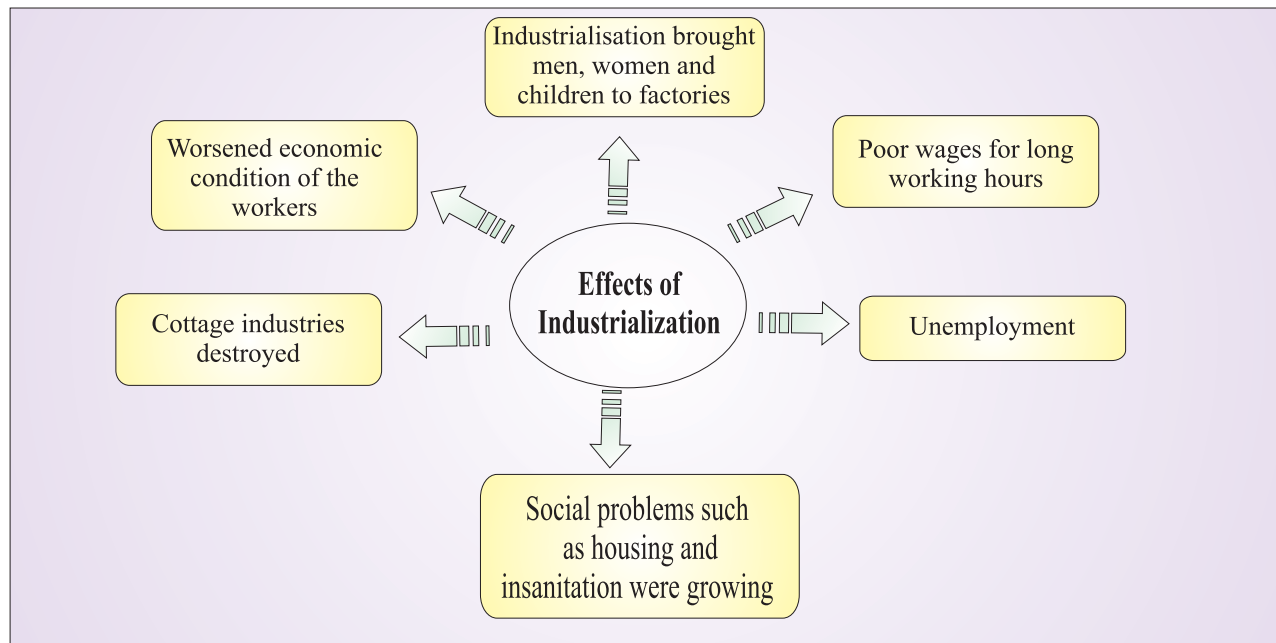 Industrialisation brought
men, women and
children to factories
Worsened economic
condition of the
workers
Poor wages for long
working hours
Effects of
Industrialization
Cottage industries
destroyed
Unemployment
Social problems such
as housing and
insanitation were growing